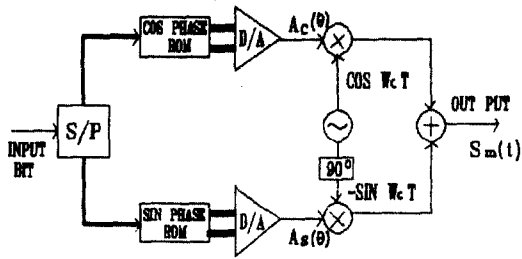 COS PHASE
ROM
D/A
Ac(θ)
×
COS WcT
S/P
INPUT
BIT
~
90°
+
OUT PUT
Sm(t)
-SIN WcT
SIN PHASE
ROM
D/A
As(θ)
×